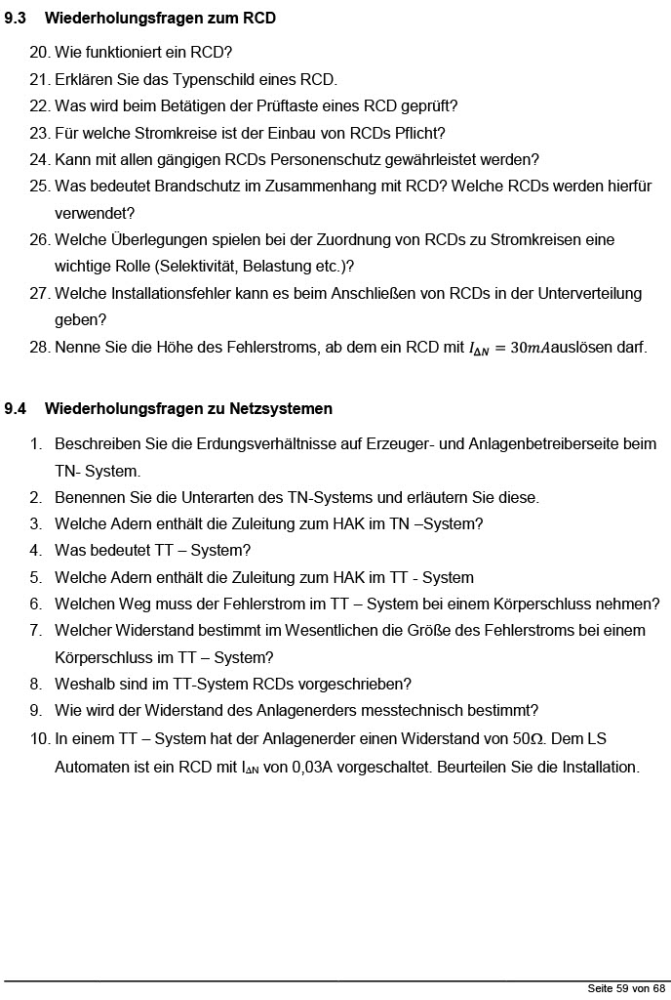 9.3 Wiederholungsfragen zum RCD
20. Wie funktioniert ein RCD?
21. Erklären Sie das Typenschild eines RCD.
22. Was wird beim Betätigen der Prüftaste eines RCD geprüft?
23. Für welche Stromkreise ist der Einbau von RCDs Pflicht?
24. Kann mit allen gängigen RCDs Personenschutz gewährleistet werden?
25. Was bedeutet Brandschutz im Zusammenhang mit RCD? Welche RCDs werden hierfür
verwendet?
26. Welche Überlegungen spielen bei der Zuordnung von RCDs zu Stromkreisen eine
wichtige Rolle (Selektivität, Belastung etc.)?
27. Welche Installationsfehler kann es beim Anschließen von RCDs in der Unterverteilung
geben?
28. Nenne Sie die Höhe des Fehlerstroms, ab dem ein RCD mit I_ΔN = 30mA auslösen darf.
9.4 Wiederholungsfragen zu Netzsystemen
1. Beschreiben Sie die Erdungsverhältnisse auf Erzeuger- und Anlagenbetreiberseite beim
TN- System.
2. Benennen Sie die Unterarten des TN-Systems und erläutern Sie diese.
3. Welche Adern enthält die Zuleitung zum HAK im TN –System?
4. Was bedeutet TT – System?
5. Welche Adern enthält die Zuleitung zum HAK im TT - System
6. Welchen Weg muss der Fehlerstrom im TT – System bei einem Körperschluss nehmen?
7. Welcher Widerstand bestimmt im Wesentlichen die Größe des Fehlerstroms bei einem
Körperschluss im TT – System?
8. Weshalb sind im TT-System RCDs vorgeschrieben?
9. Wie wird der Widerstand des Anlagenerders messtechnisch bestimmt?
10. In einem TT – System hat der Anlagenerder einen Widerstand von 50Ω. Dem LS
Automaten ist ein RCD mit I_ΔN von 0,03A vorgeschaltet. Beurteilen Sie die Installation.
Seite 59 von 68